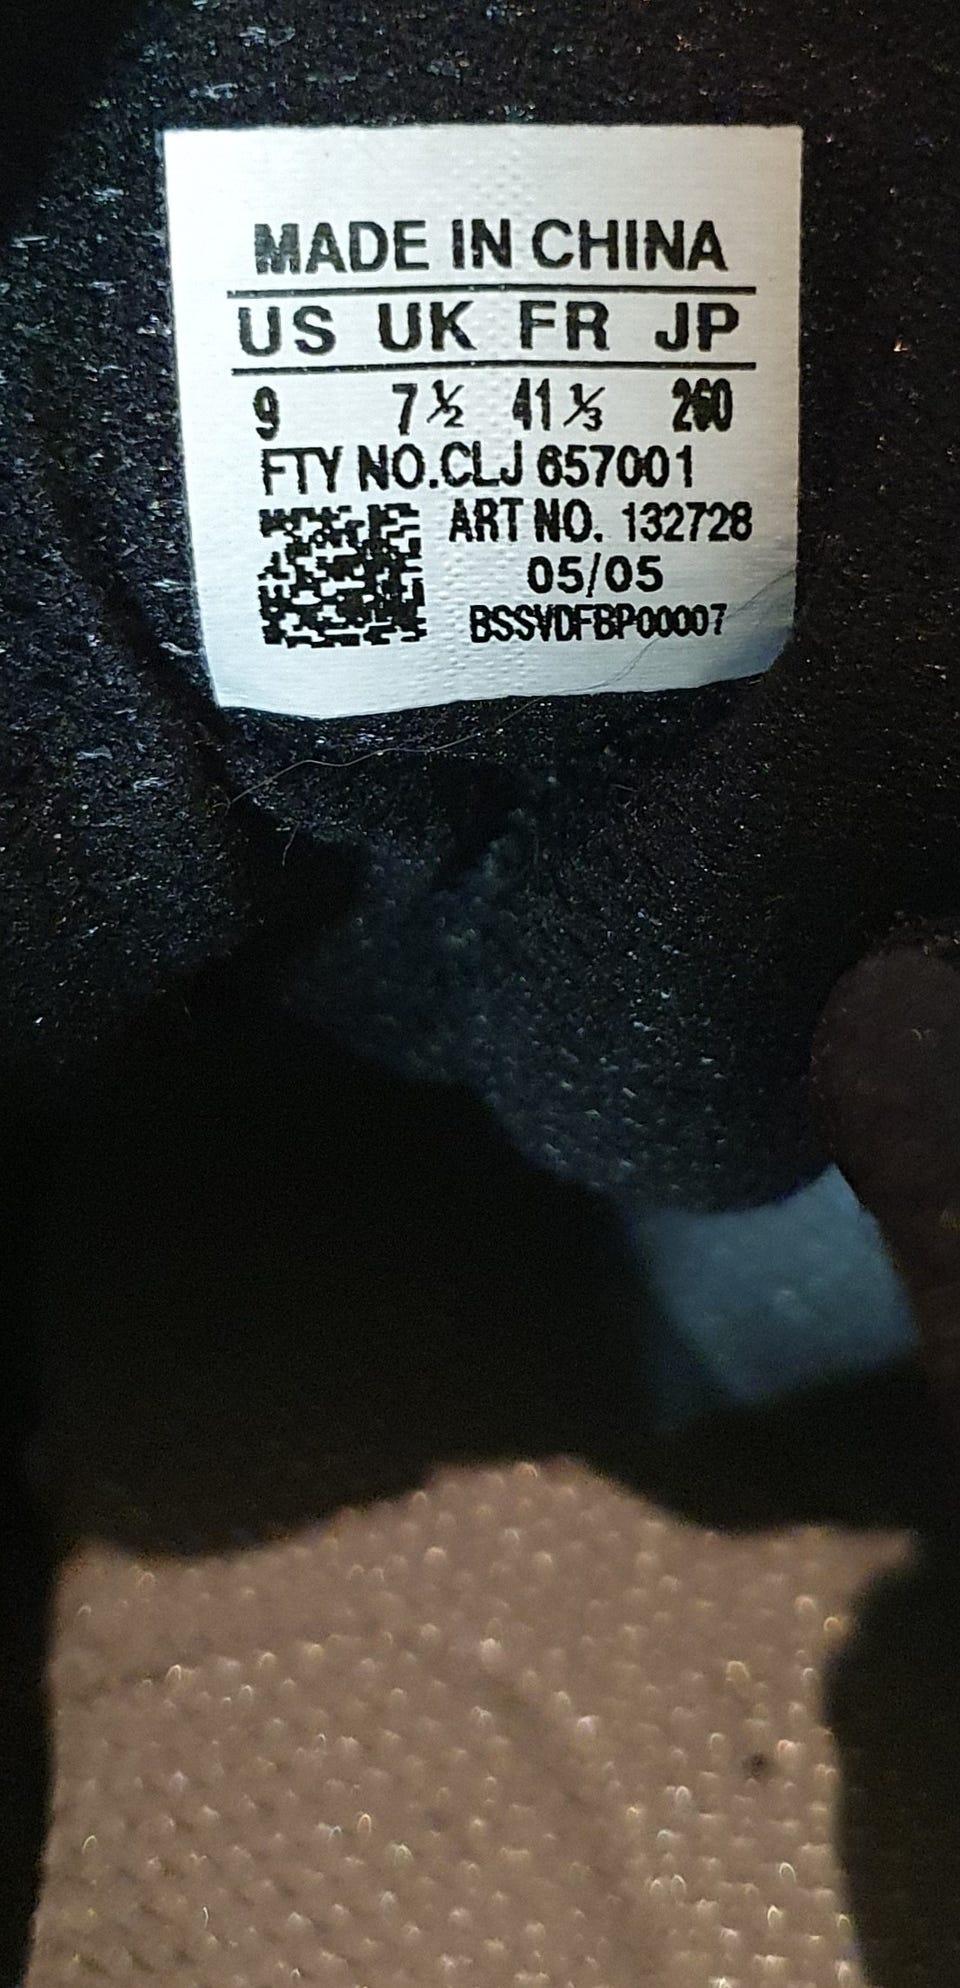 MADE IN CHINA
US UK FR JP
9 7½ 41⅓ 260
FTY NO.CLJ 657001
ART NO. 132728
05/05
BSSVDFBP00007